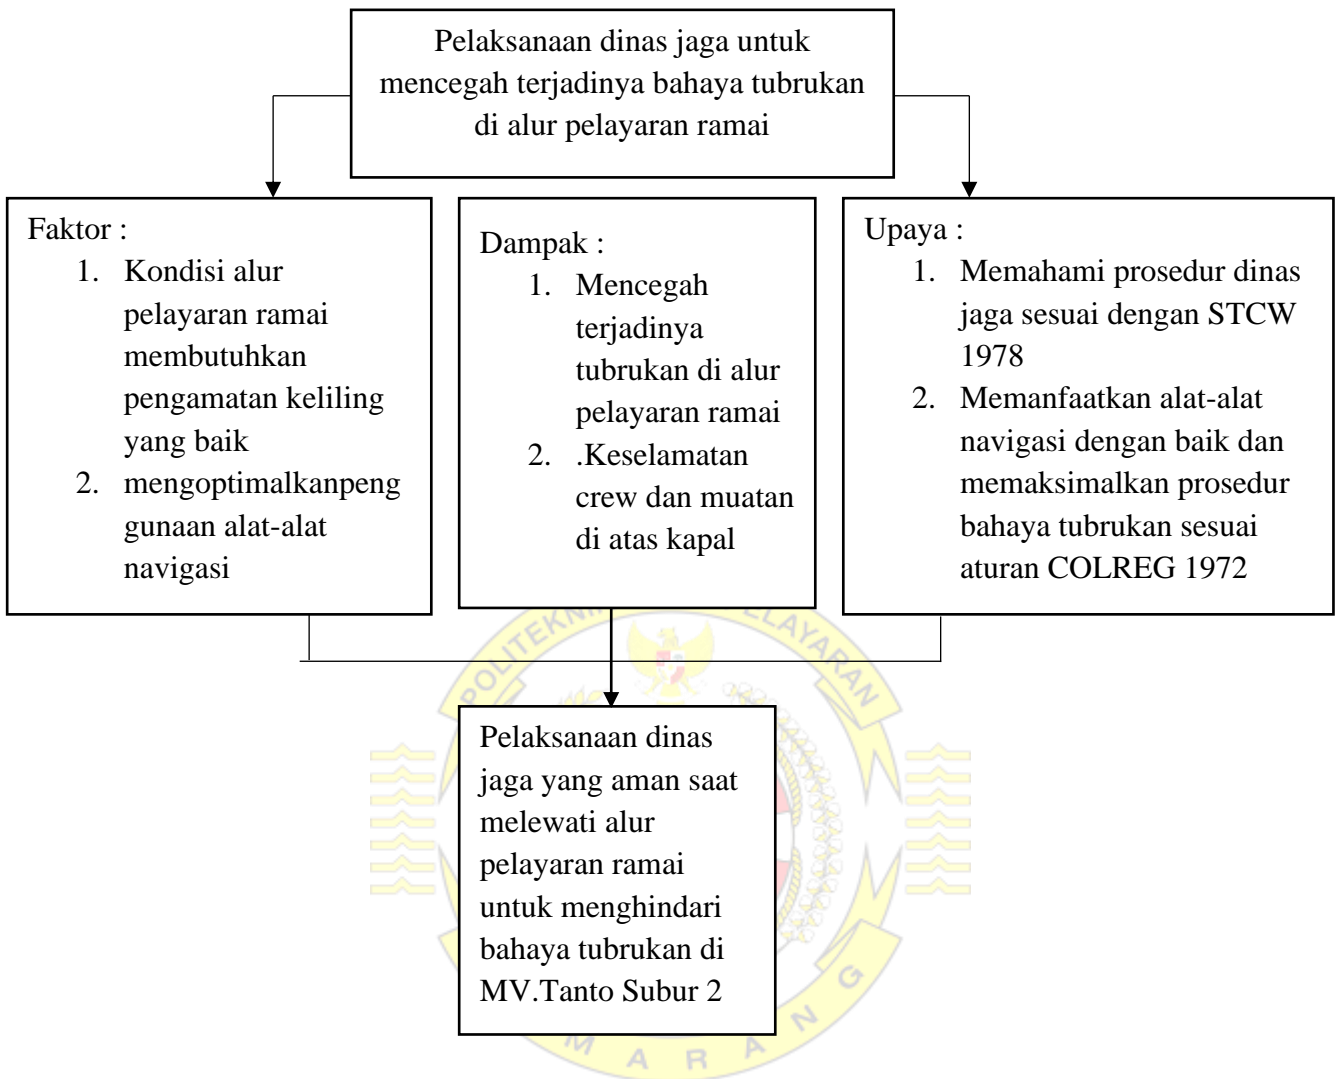 Pelaksanaan dinas jaga untuk
mencegah terjadinya bahaya tubrukan
di alur pelayaran ramai
Faktor :
1. Kondisi alur
pelayaran ramai
membutuhkan
pengamatan keliling
yang baik
2. mengoptimalkanpeng
gunaan alat-alat
navigasi
Dampak :
1. Mencegah
terjadinya
tubrukan di alur
pelayaran ramai
2. .Keselamatan
crew dan muatan
di atas kapal
Upaya :
1. Memahami prosedur dinas
jaga sesuai dengan STCW
1978
2. Memanfaatkan alat-alat
navigasi dengan baik dan
memaksimalkan prosedur
bahaya tubrukan sesuai
aturan COLREG 1972
Pelaksanaan dinas
jaga yang aman saat
melewati alur
pelayaran ramai
untuk menghindari
bahaya tubrukan di
MV.Tanto Subur 2